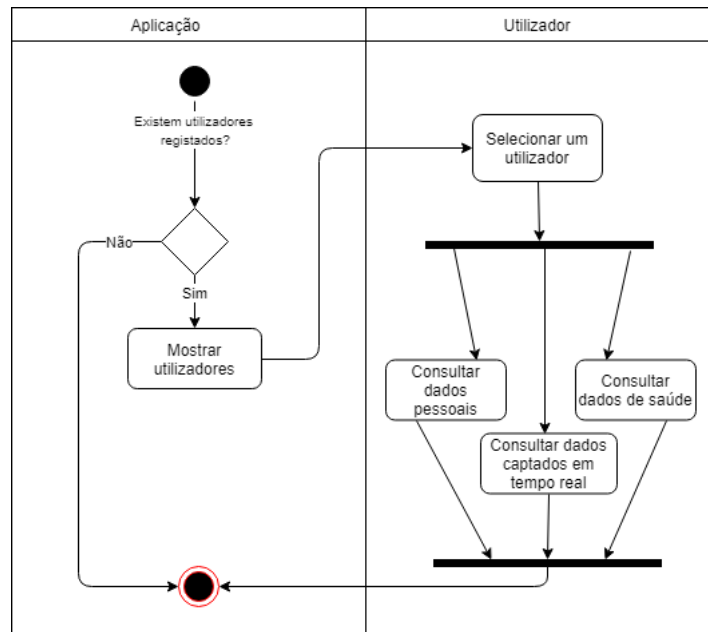 Aplicação
Utilizador
Existem utilizadores
registados?
Não
Sim
Mostrar
utilizadores
Selecionar um
utilizador
Consultar
dados
pessoais
Consultar dados
captados em
tempo real
Consultar
dados de saúde